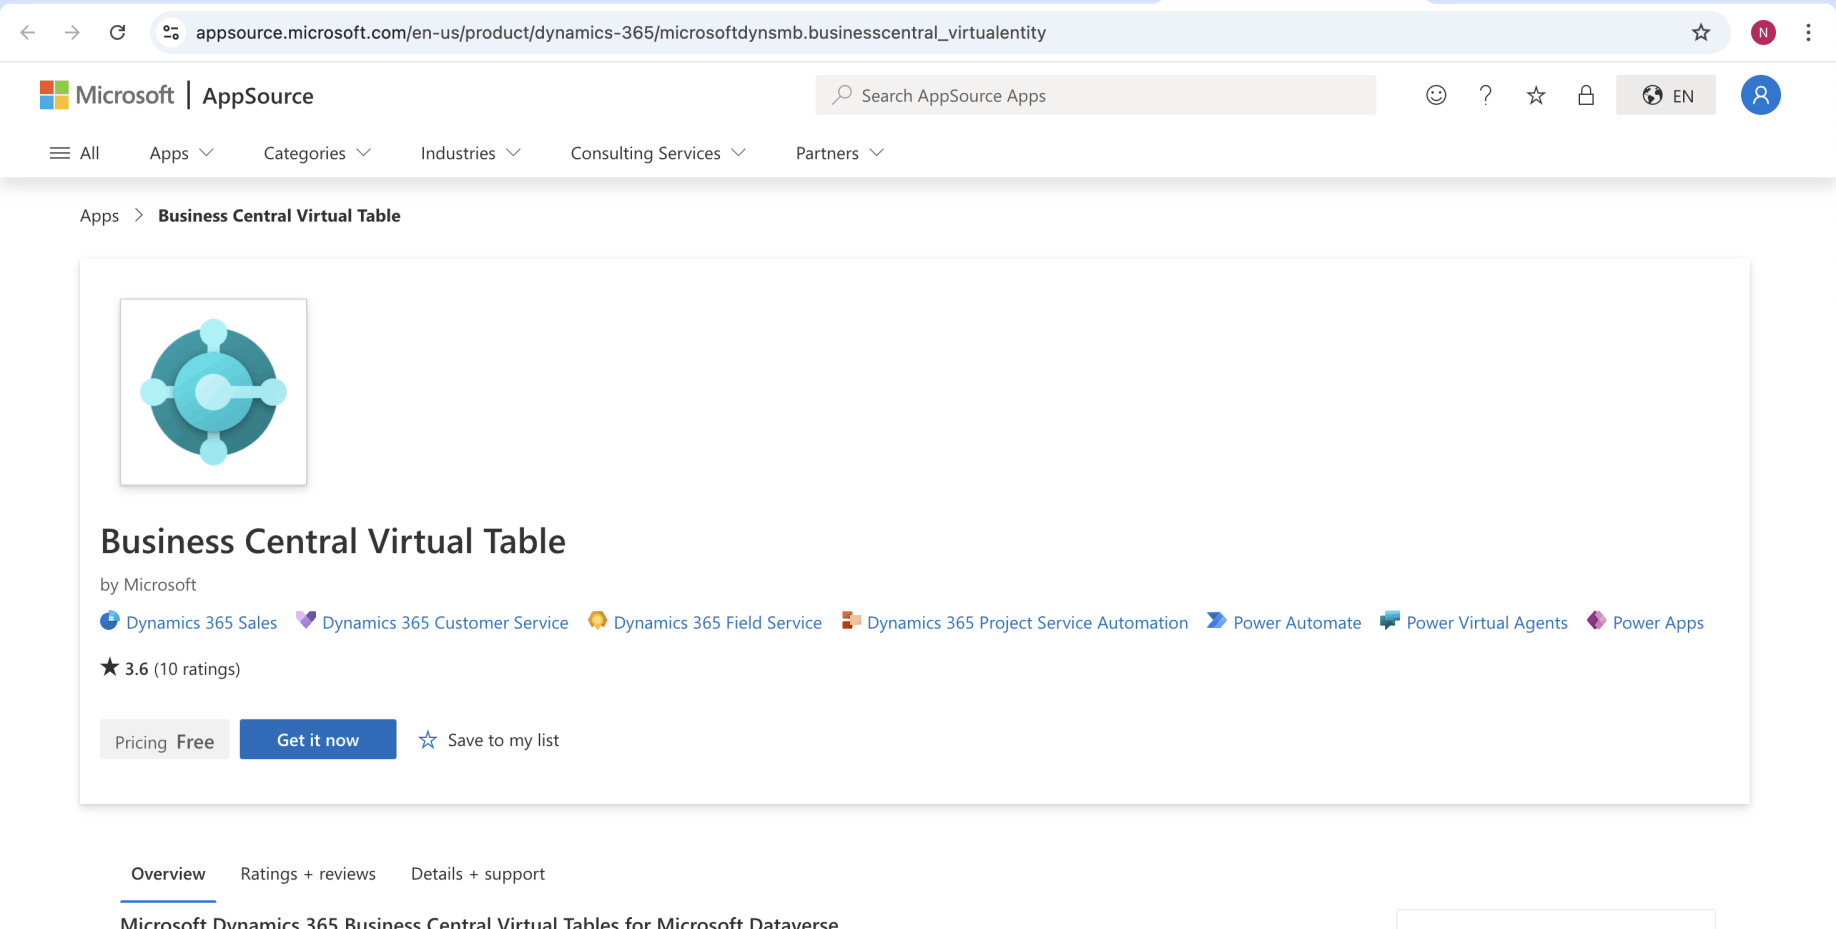 appsource.microsoft.com/en-us/product/dynamics-365/microsoftdynsmb.businesscentral_virtualentity
N
Microsoft | AppSource
Search AppSource Apps
EN
All Apps Categories Industries Consulting Services Partners
Apps > Business Central Virtual Table
Business Central Virtual Table
by Microsoft
Dynamics 365 Sales Dynamics 365 Customer Service Dynamics 365 Field Service Dynamics 365 Project Service Automation Power Automate Power Virtual Agents Power Apps
★ 3.6 (10 ratings)
Pricing Free Get it now Save to my list
Overview Ratings + reviews Details + support
Microsoft Dynamics 365 Business Central Virtual Tables for Microsoft Dataverse